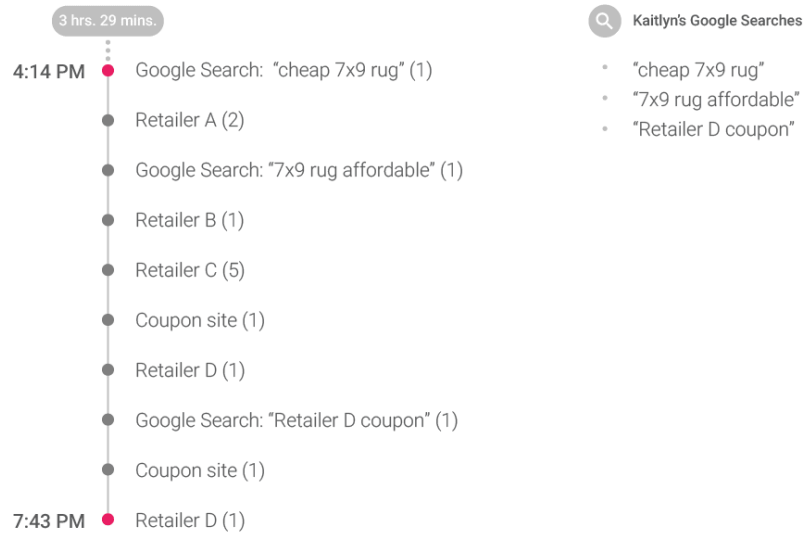 3 hrs. 29 mins.
4:14 PM
Google Search: “cheap 7x9 rug” (1)
Retailer A (2)
Google Search: “7x9 rug affordable” (1)
Retailer B (1)
Retailer C (5)
Coupon site (1)
Retailer D (1)
Google Search: “Retailer D coupon” (1)
Coupon site (1)
7:43 PM
Retailer D (1)
Kaitlyn’s Google Searches
“cheap 7x9 rug”
“7x9 rug affordable”
“Retailer D coupon”